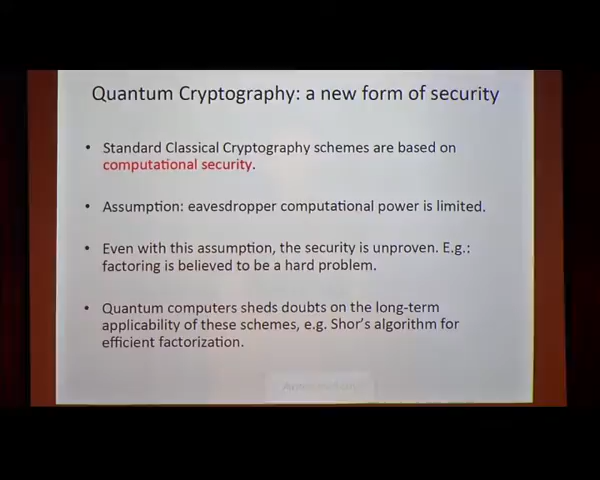 Quantum Cryptography: a new form of security
• Standard Classical Cryptography schemes are based on
computational security.
• Assumption: eavesdropper computational power is limited.
• Even with this assumption, the security is unproven. E.g.:
factoring is believed to be a hard problem.
• Quantum computers sheds doubts on the long-term
applicability of these schemes, e.g. Shor's algorithm for
efficient factorization.